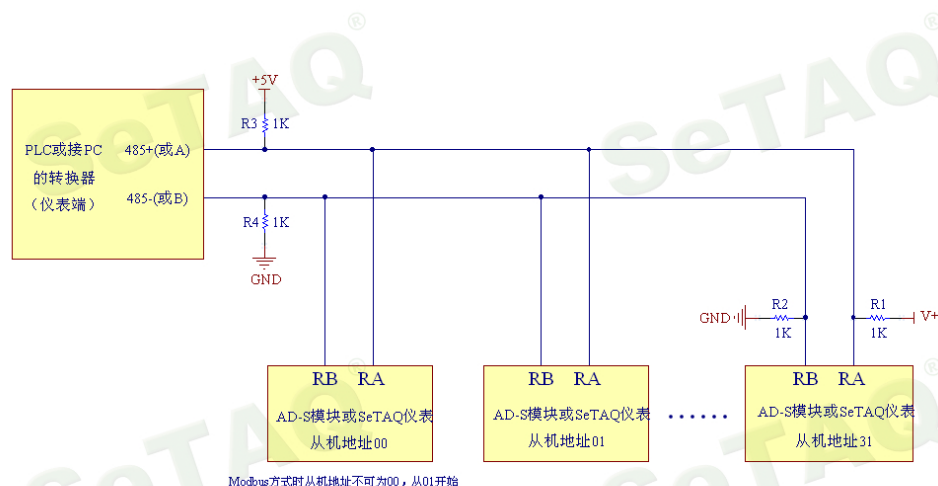 SeTAQ®
SeTAQ®
+5V
R3 1K
PLC或接PC
的转换器
(仪表端)
485+(或A)
485-(或B)
R4 1K
GND
GND
R2
1K
R1
1K
V+
RB RA
AD-S模块或SeTAQ仪表
从机地址00
RB RA
AD-S模块或SeTAQ仪表
从机地址01
······
RB RA
AD-S模块或SeTAQ仪表
从机地址31
SeTAQ®
SeTAQ®
Modbus方式时从机地址不可为00，从01开始